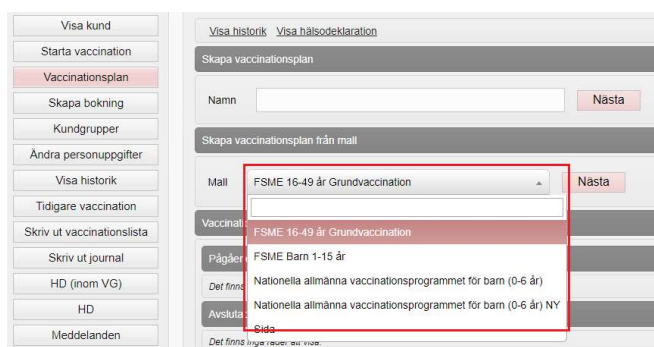 Visa kund
Starta vaccination
Vaccinationsplan
Skapa bokning
Kundgrupper
Ändra personuppgifter
Visa historik
Tidigare vaccination
Skriv ut vaccinationslista
Skriv ut journal
HD (inom VG)
HD
Meddelanden
Visa historik Visa hälsodeklaration
Skapa vaccinationsplan
Namn Nästa
Skapa vaccinationsplan från mall
Mall FSME 16-49 år Grundvaccination Nästa
FSME 16-49 år Grundvaccination
FSME Barn 1-15 år
Nationella allmänna vaccinationsprogrammet för barn (0-6 år)
Nationella allmänna vaccinationsprogrammet för barn (0-6 år) NY
Sida
Det finns inga rader att visa.